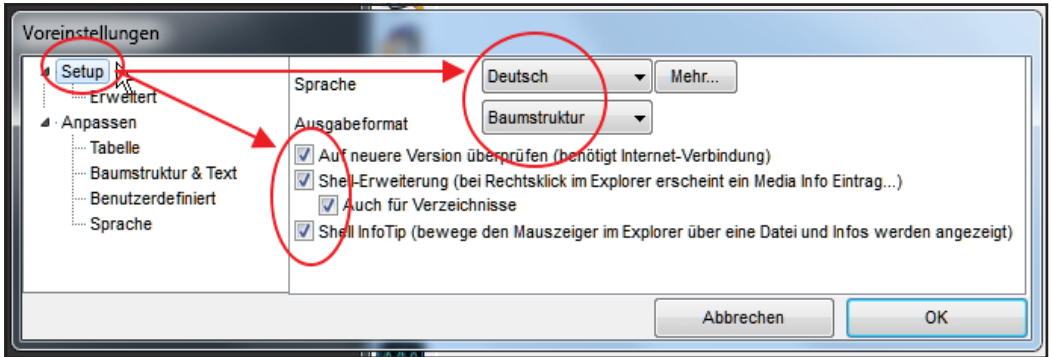 Voreinstellungen
Setup
Erweitert
Anpassen
Tabelle
Baumstruktur & Text
Benutzerdefiniert
Sprache
Sprache Deutsch Mehr...
Ausgabeformat Baumstruktur
Auf neuere Version überprüfen (benötigt Internet-Verbindung)
Shell-Erweiterung (bei Rechtsklick im Explorer erscheint ein Media Info Eintrag...)
Auch für Verzeichnisse
Shell InfoTip (bewege den Mauszeiger im Explorer über eine Datei und Infos werden angezeigt)
Abbrechen OK